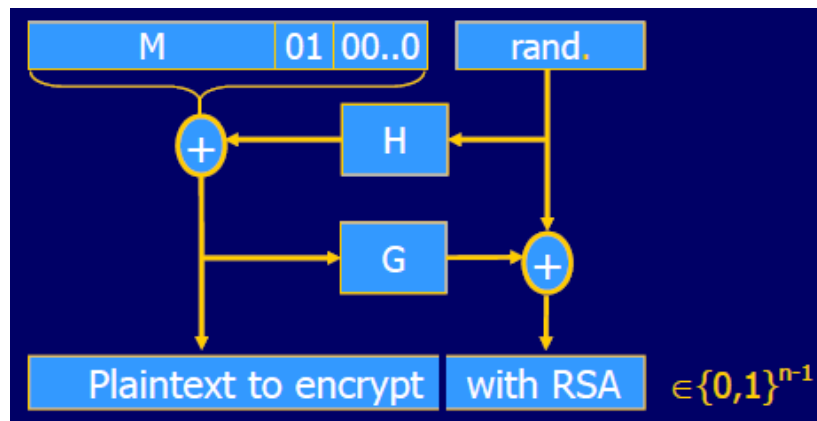 M 01 00..0 rand.
+ H
G +
Plaintext to encrypt with RSA ∈{0,1}ⁿ⁻¹